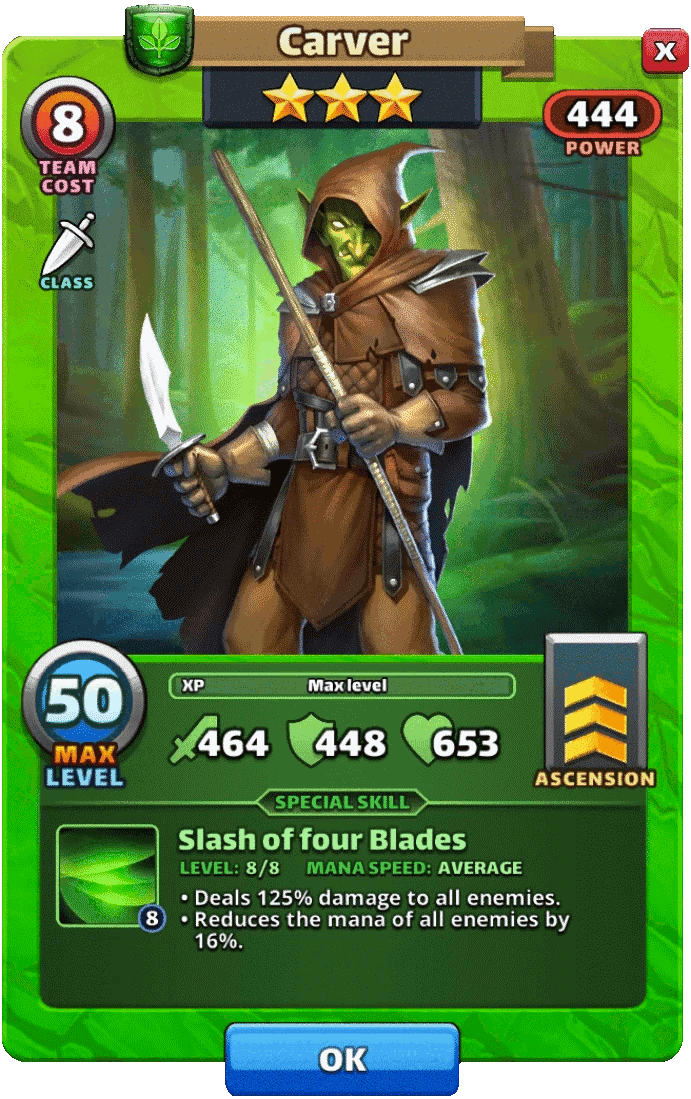 Carver
X
8
TEAM
COST
444
POWER
CLASS
50
MAX
LEVEL
XP Max level
464 448 653
ASCENSION
SPECIAL SKILL
Slash of four Blades
LEVEL: 8/8 MANA SPEED: AVERAGE
8
• Deals 125% damage to all enemies.
• Reduces the mana of all enemies by
16%.
OK